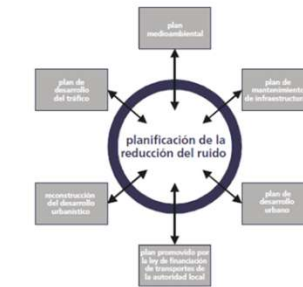 plan
medioambiental
plan de
desarrollo
del tráfico
plan de
mantenimiento
de infraestructuras
planificación de la
reducción del ruido
reconstrucción
del desarrollo
urbanístico
plan de
desarrollo
urbano
plan promovido por
la ley de financiación
de transportes de
la autoridad local